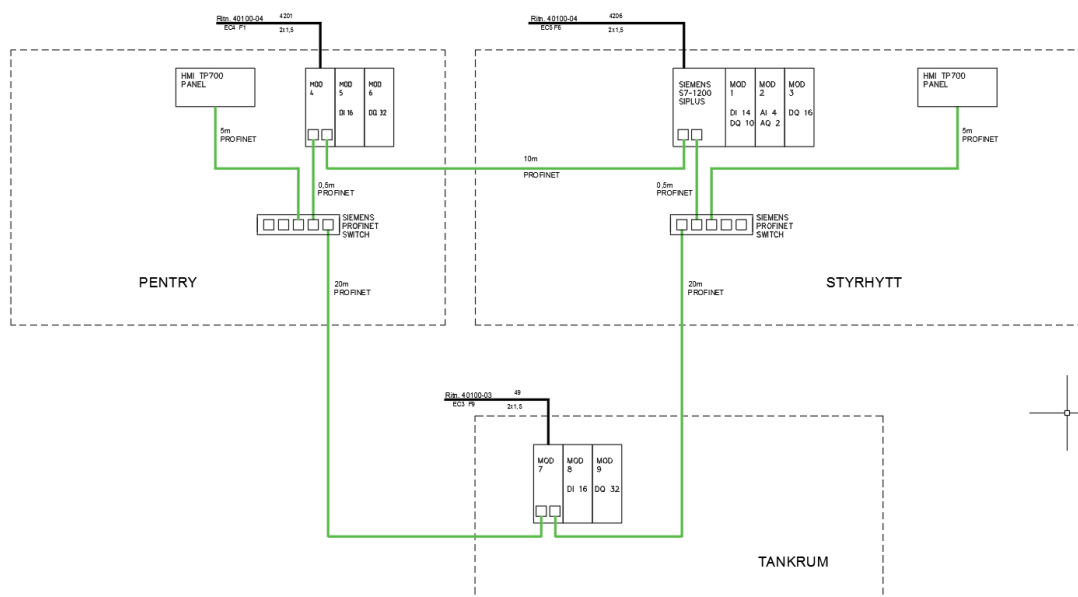 Ritn. 40100-04
4201
EC4 F1
2x1,5
HMI TP700
PANEL
MOD
4
MOD
5
DI 16
MOD
6
DQ 32
5m
PROFINET
0,5m
PROFINET
SIEMENS
PROFINET
SWITCH
PENTRY
20m
PROFINET
10m
PROFINET
Ritn. 40100-04
4206
EC5 F6
2x1,5
SIEMENS
S7-1200
SIPLUS
MOD
1
DI 14
DQ 10
MOD
2
AI 4
AQ 2
MOD
3
DQ 16
HMI TP700
PANEL
5m
PROFINET
0,5m
PROFINET
SIEMENS
PROFINET
SWITCH
STYRHYTT
20m
PROFINET
Ritn. 40100-03
49
EC3 F9
2x1,5
MOD
7
MOD
8
DI 16
MOD
9
DQ 32
TANKRUM